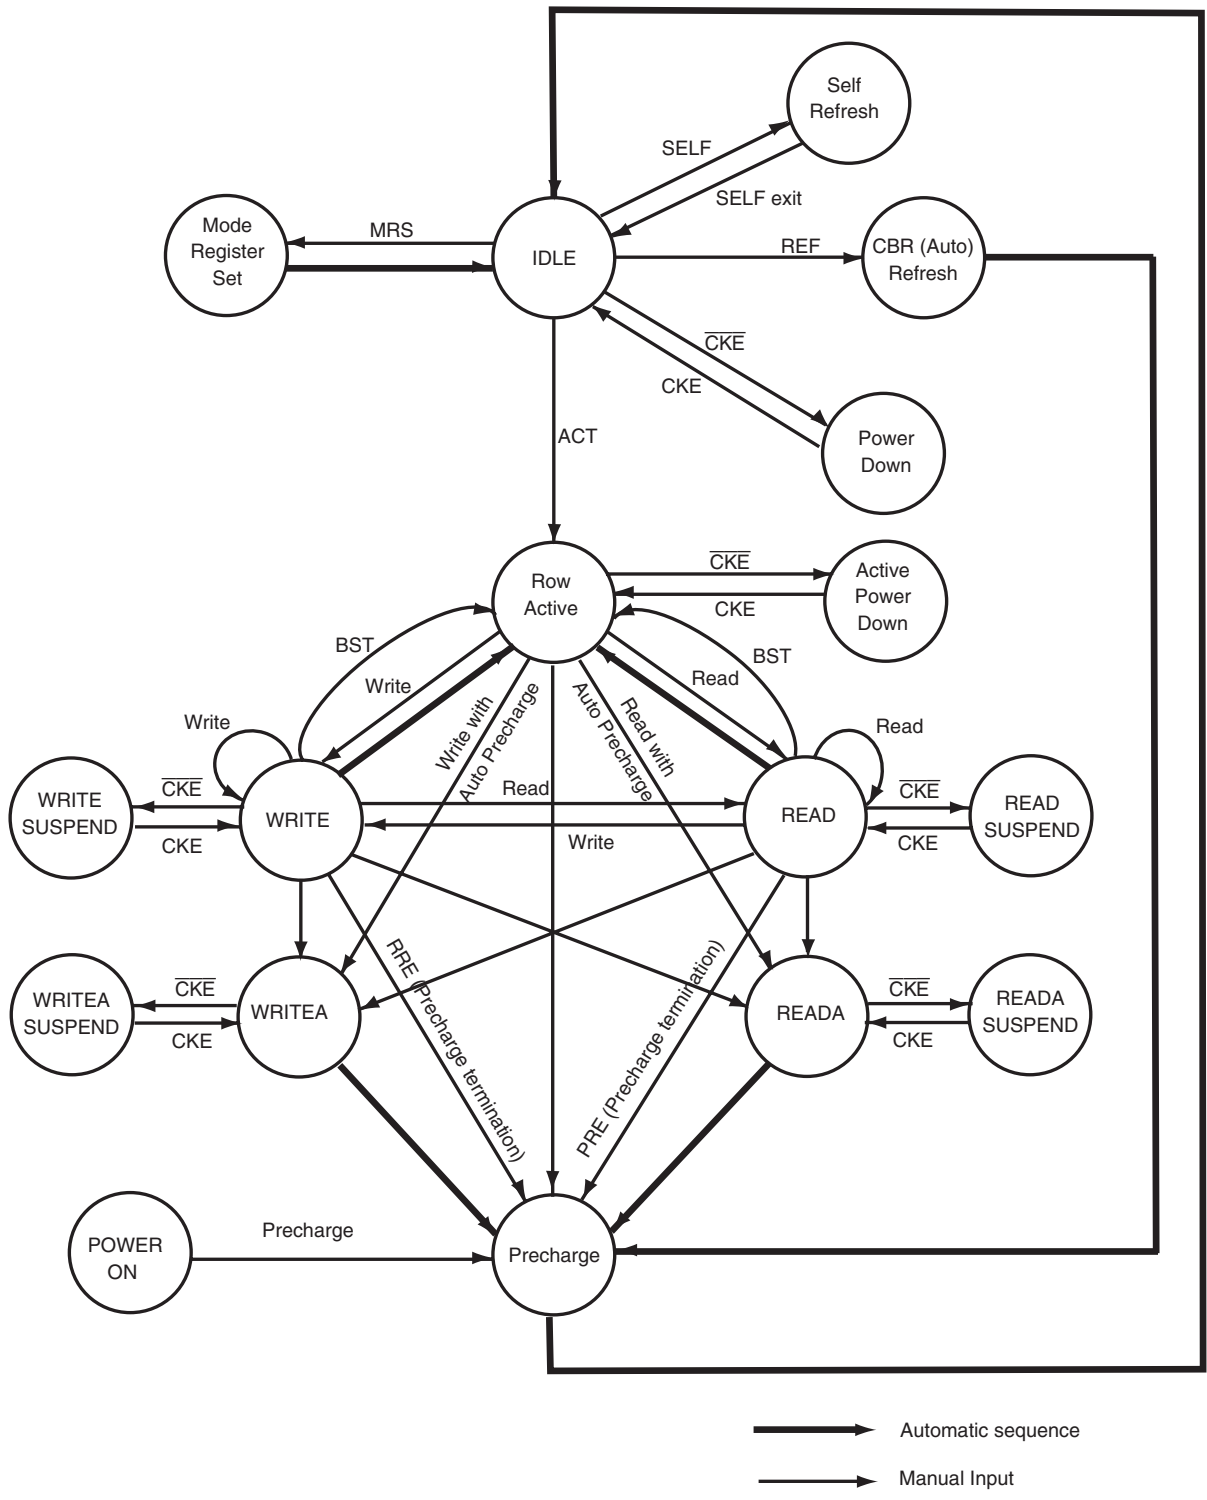 Self
Refresh
SELF
SELF exit
Mode
Register
Set
MRS
IDLE
REF
CBR (Auto)
Refresh
CKE
CKE
Power
Down
ACT
Row
Active
CKE
CKE
Active
Power
Down
BST
BST
Write
Read
Write with
Auto Precharge
Read with
Auto Precharge
Write
Read
WRITE
SUSPEND
CKE
CKE
WRITE
Read
Write
READ
CKE
CKE
READ
SUSPEND
RRE (Precharge termination)
PRE (Precharge termination)
WRITEA
SUSPEND
CKE
CKE
WRITEA
READA
CKE
CKE
READA
SUSPEND
POWER
ON
Precharge
Precharge
Automatic sequence
Manual Input